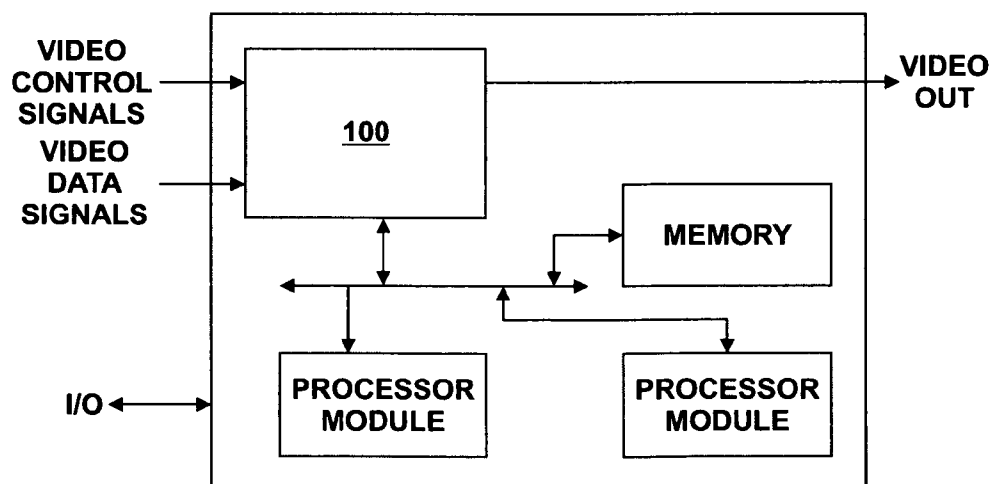 VIDEO
CONTROL
SIGNALS
VIDEO
DATA
SIGNALS
100
VIDEO
OUT
MEMORY
I/O
PROCESSOR
MODULE
PROCESSOR
MODULE